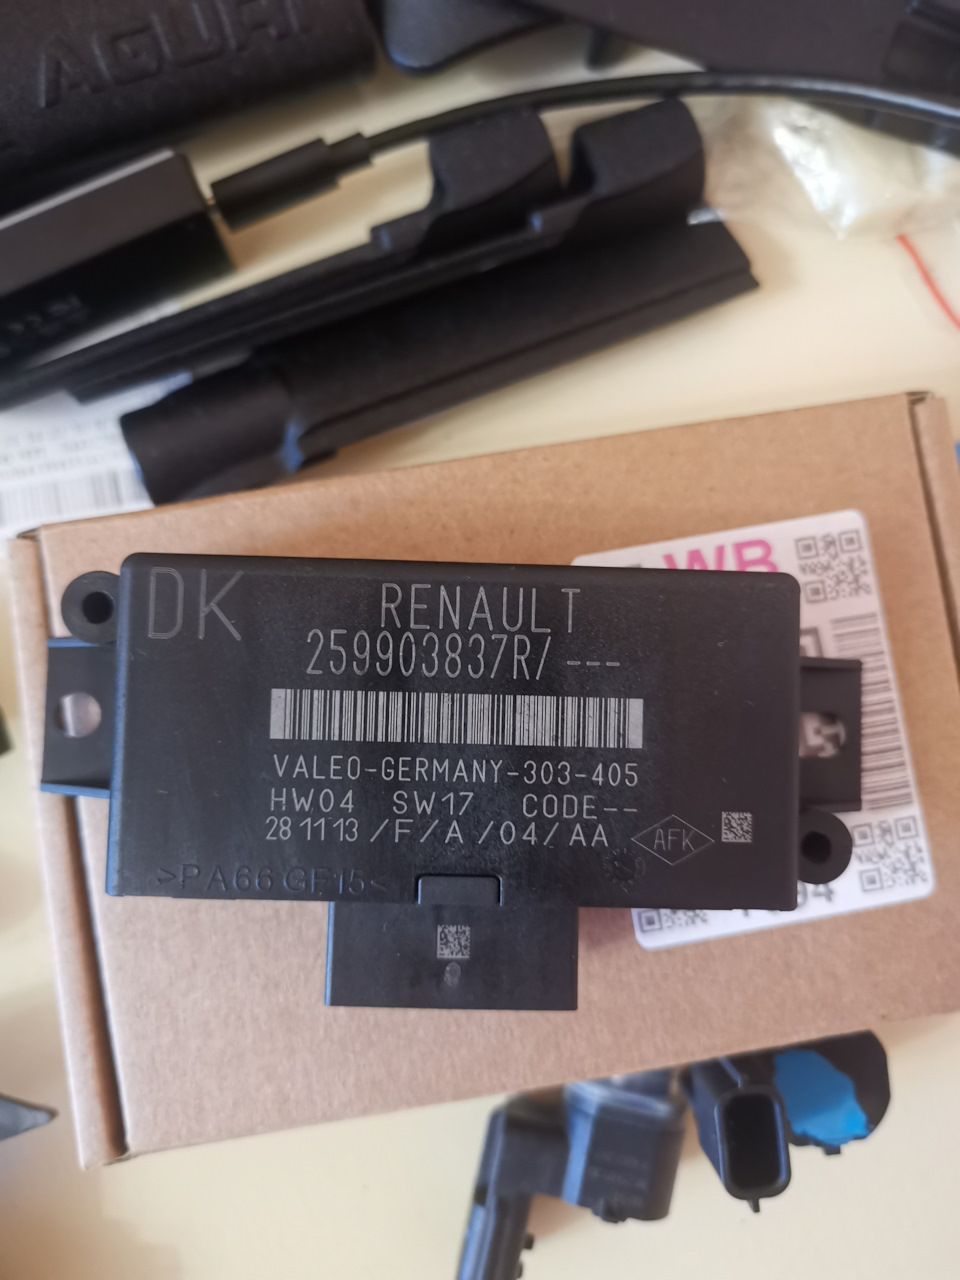 AGUAT
WB
DK
RENAULT
259903837R/ ---
VALEO-GERMANY-303-405
HW04 SW17 CODE--
28 11 13 /F/A /04/AA
AFK
>PA66 GF15<